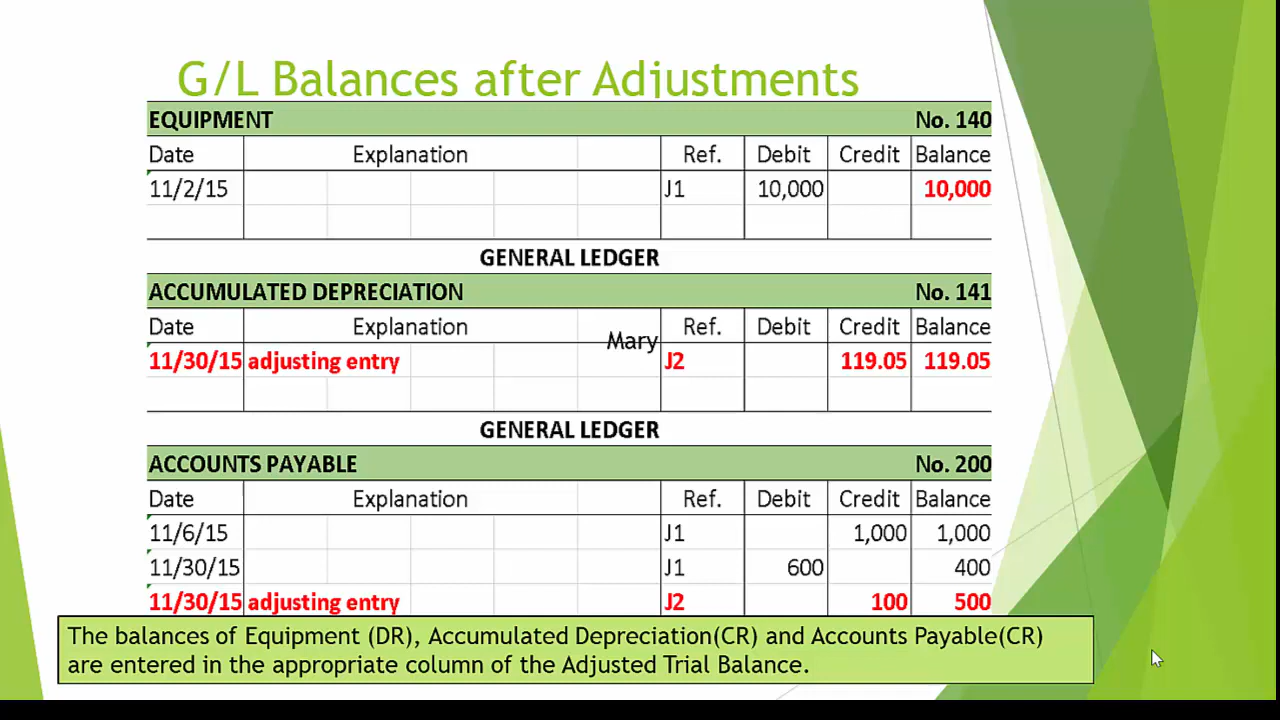 G/L Balances after Adjustments
EQUIPMENT No. 140
Date Explanation Ref. Debit Credit Balance
11/2/15 J1 10,000 10,000
GENERAL LEDGER
ACCUMULATED DEPRECIATION No. 141
Date Explanation Ref. Debit Credit Balance
Mary
11/30/15 adjusting entry J2 119.05 119.05
GENERAL LEDGER
ACCOUNTS PAYABLE No. 200
Date Explanation Ref. Debit Credit Balance
11/6/15 J1 1,000 1,000
11/30/15 J1 600 400
11/30/15 adjusting entry J2 100 500
The balances of Equipment (DR), Accumulated Depreciation(CR) and Accounts Payable(CR)
are entered in the appropriate column of the Adjusted Trial Balance.